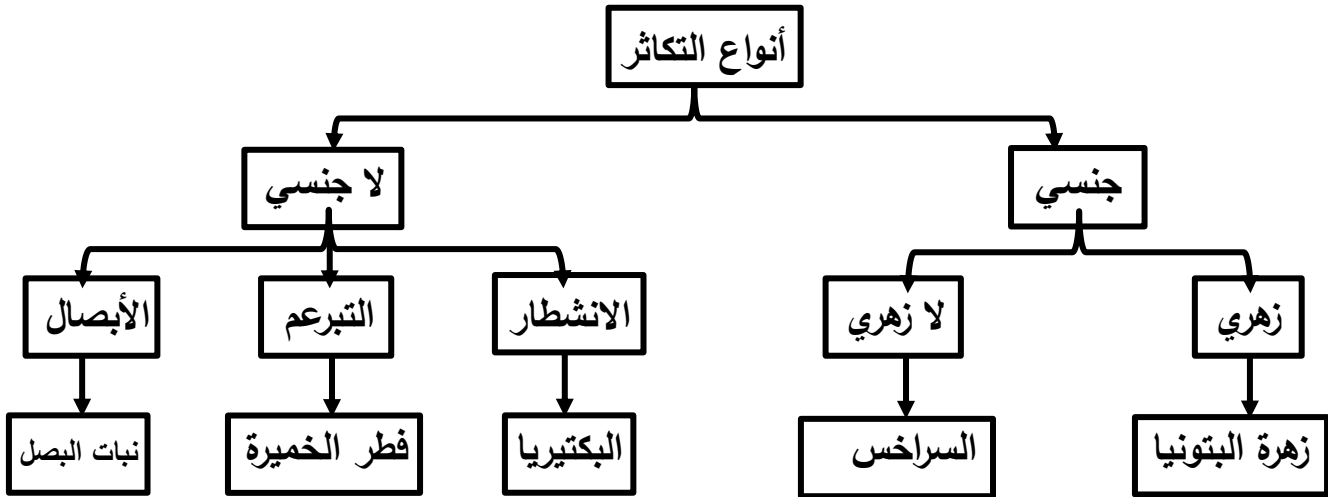 أنواع التكاثر
جنسي
لا جنسي
زهري
لا زهري
الانشطار
التبرعم
الأبصال
زهرة البتونيا
السراخس
البكتيريا
فطر الخميرة
نبات البصل